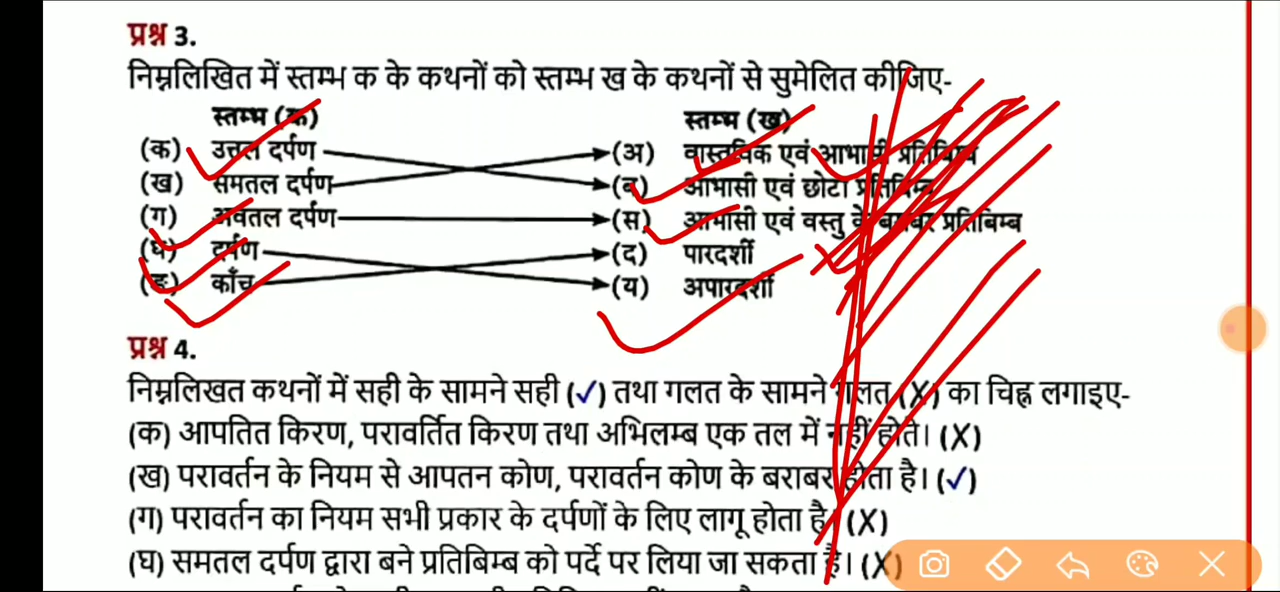 प्रश्न 3.
निम्नलिखित में स्तम्भ क के कथनों को स्तम्भ ख के कथनों से सुमेलित कीजिए-
स्तम्भ (क) स्तम्भ (ख)
(क) उत्तल दर्पण (अ) वास्तविक एवं आभासी प्रतिबिम्ब
(ख) समतल दर्पण (ब) आभासी एवं छोटा प्रतिबिम्ब
(ग) अवतल दर्पण (स) आभासी एवं वस्तु के बराबर प्रतिबिम्ब
(घ) दर्पण (द) पारदर्शी
(ङ) काँच (य) अपारदर्शी
प्रश्न 4.
निम्नलिखत कथनों में सही के सामने सही (✓) तथा गलत के सामने गलत (X) का चिह्न लगाइए-
(क) आपतित किरण, परावर्तित किरण तथा अभिलम्ब एक तल में नहीं होते। (X)
(ख) परावर्तन के नियम से आपतन कोण, परावर्तन कोण के बराबर होता है। (✓)
(ग) परावर्तन का नियम सभी प्रकार के दर्पणों के लिए लागू होता है। (X)
(घ) समतल दर्पण द्वारा बने प्रतिबिम्ब को पर्दे पर लिया जा सकता है। (X)